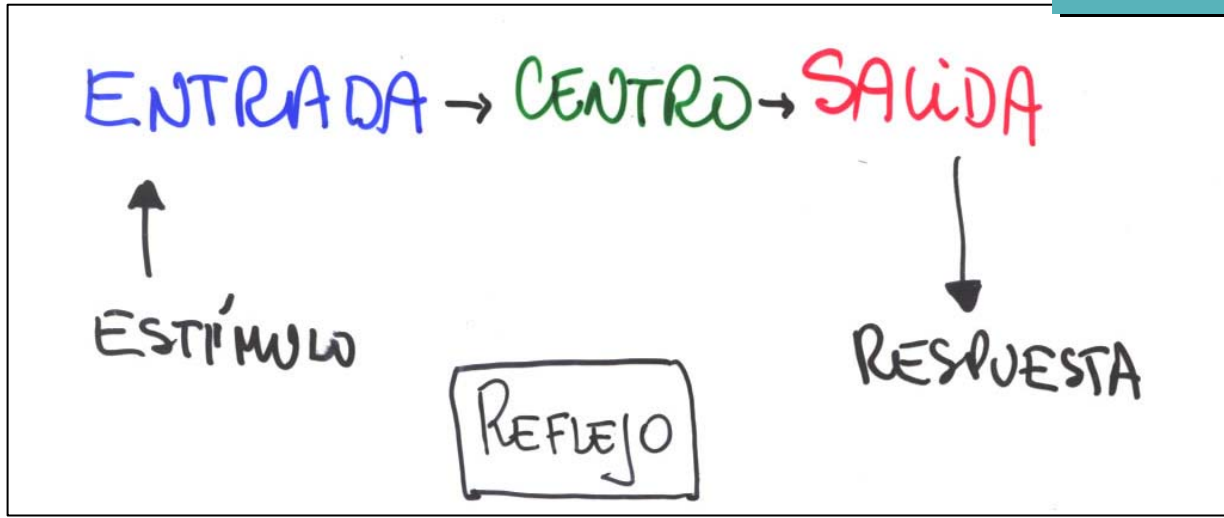 ENTRADA → CENTRO → SALIDA
ESTÍMULO
RESPUESTA
REFLEJO